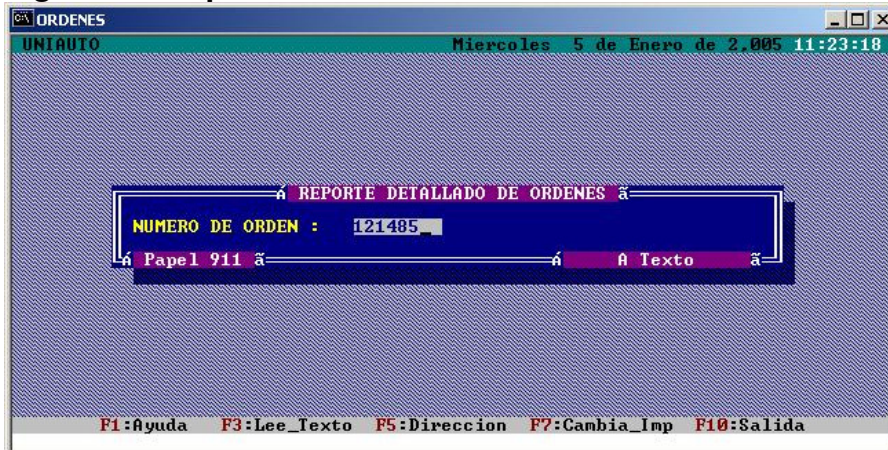 ORDENES
UNIAUTO Miercoles 5 de Enero de 2,005 11:23:18
á REPORTE DETALLADO DE ORDENES ã
NUMERO DE ORDEN : 121485_
á Papel 911 ã á A Texto ã
F1:Ayuda F3:Lee_Texto F5:Direccion F7:Cambia_Imp F10:Salida